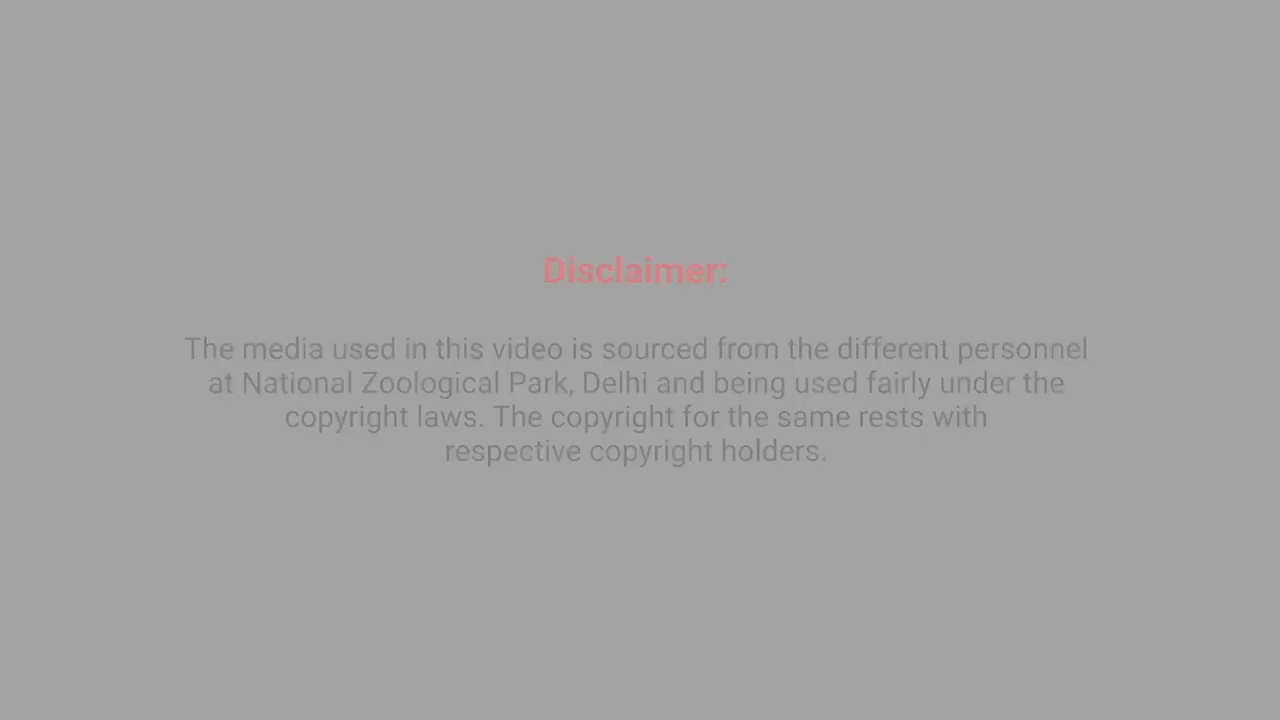 Disclaimer:
The media used in this video is sourced from the different personnel
at National Zoological Park, Delhi and being used fairly under the
copyright laws. The copyright for the same rests with
respective copyright holders.